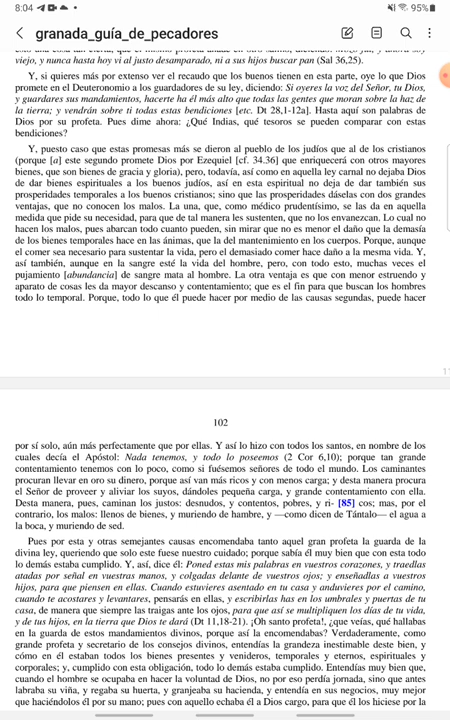 8:04
95%
granada_guía_de_pecadores
viejo, y nunca hasta hoy vi al justo desamparado, ni a sus hijos buscar pan (Sal 36,25).
Y, si quieres más por extenso ver el recaudo que los buenos tienen en esta parte, oye lo que Dios
promete en el Deuteronomio a los guardadores de su ley, diciendo: Si oyeres la voz del Señor, tu Dios,
y guardares sus mandamientos, hacerte ha él más alto que todas las gentes que moran sobre la haz de
la tierra; y vendrán sobre ti todas estas bendiciones [etc. Dt 28,1-12a]. Hasta aquí son palabras de
Dios por su profeta. Pues dime ahora: ¿Qué Indias, qué tesoros se pueden comparar con estas
bendiciones?
Y, puesto caso que estas promesas más se dieron al pueblo de los judíos que al de los cristianos
(porque [a] este segundo promete Dios por Ezequiel [cf. 34.36] que enriquecerá con otros mayores
bienes, que son bienes de gracia y gloria), pero, todavía, así como en aquella ley carnal no dejaba Dios
de dar bienes espirituales a los buenos judíos, así en esta espiritual no deja de dar también sus
prosperidades temporales a los buenos cristianos; sino que las prosperidades dáselas con dos grandes
ventajas, que no conocen los malos. La una, que, como médico prudentísimo, se las da en aquella
medida que pide su necesidad, para que de tal manera les sustenten, que no los envanezcan. Lo cual no
hacen los malos, pues abarcan todo cuanto pueden, sin mirar que no es menor el daño que la demasía
de los bienes temporales hace en las ánimas, que la del mantenimiento en los cuerpos. Porque, aunque
el comer sea necesario para sustentar la vida, pero el demasiado comer hace daño a la mesma vida. Y,
así también, aunque en la sangre esté la vida del hombre, pero, con todo esto, muchas veces el
pujamiento [abundancia] de sangre mata al hombre. La otra ventaja es que con menor estruendo y
aparato de cosas les da mayor descanso y contentamiento; que es el fin para que buscan los hombres
todo lo temporal. Porque, todo lo que él puede hacer por medio de las causas segundas, puede hacer
102
por sí solo, aún más perfectamente que por ellas. Y así lo hizo con todos los santos, en nombre de los
cuales decía el Apóstol: Nada tenemos, y todo lo poseemos (2 Cor 6,10); porque tan grande
contentamiento tenemos con lo poco, como si fuésemos señores de todo el mundo. Los caminantes
procuran llevar en oro su dinero, porque así van más ricos y con menos carga; y desta manera procura
el Señor de proveer y aliviar los suyos, dándoles pequeña carga, y grande contentamiento con ella.
Desta manera, pues, caminan los justos: desnudos, y contentos, pobres, y ri- [85] cos; mas, por el
contrario, los malos: llenos de bienes, y muriendo de hambre, y —como dicen de Tántalo— el agua a
la boca, y muriendo de sed.
Pues por esta y otras semejantes causas encomendaba tanto aquel gran profeta la guarda de la
divina ley, queriendo que solo este fuese nuestro cuidado; porque sabía él muy bien que con esta todo
lo demás estaba cumplido. Y, así, dice él: Poned estas mis palabras en vuestros corazones, y traedlas
atadas por señal en vuestras manos, y colgadas delante de vuestros ojos; y enseñadlas a vuestros
hijos, para que piensen en ellas. Cuando estuvieres asentado en tu casa y anduvieres por el camino,
cuando te acostares y levantares, pensarás en ellas, y escribirlas has en los umbrales y puertas de tu
casa, de manera que siempre las traigas ante los ojos, para que así se multipliquen los días de tu vida,
y de tus hijos, en la tierra que Dios te dará (Dt 11,18-21). ¡Oh santo profeta!, ¿que veías, qué hallabas
en la guarda de estos mandamientos divinos, porque así la encomendabas? Verdaderamente, como
grande profeta y secretario de los consejos divinos, entendías la grandeza inestimable deste bien, y
cómo en él estaban todos los bienes presentes y venideros, temporales y eternos, espirituales y
corporales; y, cumplido con esta obligación, todo lo demás estaba cumplido. Entendías muy bien que,
cuando el hombre se ocupaba en hacer la voluntad de Dios, no por eso perdía jornada, sino que antes
labraba su viña, y regaba su huerta, y granjeaba su hacienda, y entendía en sus negocios, muy mejor
que haciéndolos él por su mano; pues con aquello echaba él a Dios cargo, para que él los hiciese por la